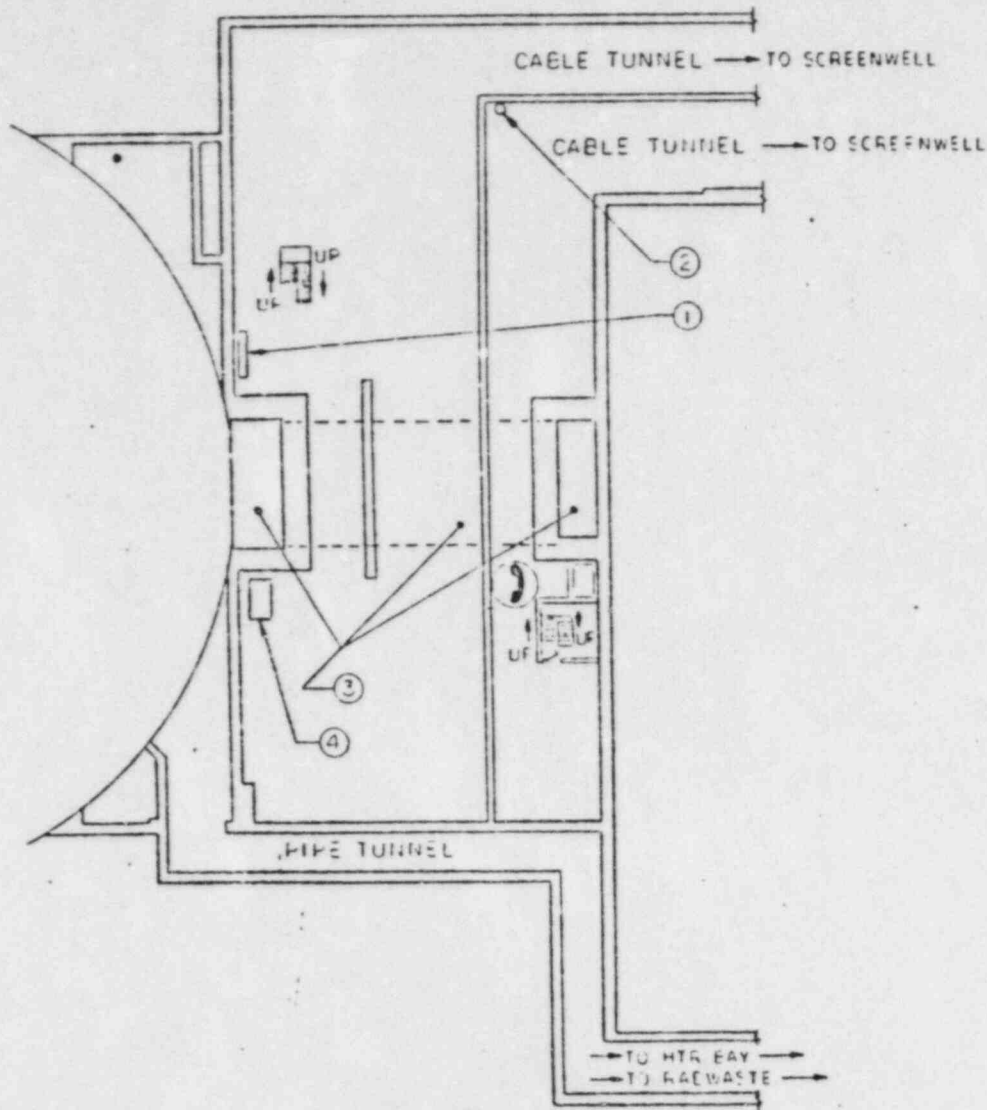 CABLE TUNNEL → TO SCREENWELL
CABLE TUNNEL → TO SCREENWELL
2
UP
UP
1
UP
UP
3
4
PIPE TUNNEL
→ TO HTR BAY →
→ TO RADWASTE →